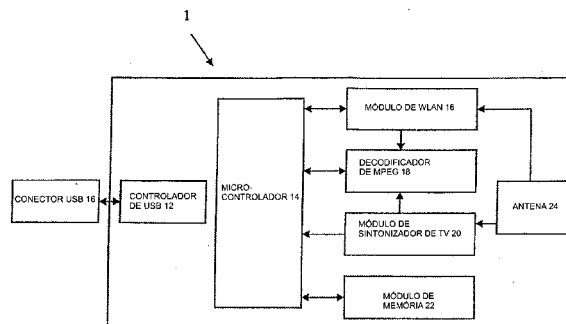 1
MÓDULO DE WLAN 16
DECODIFICADOR
DE MPEG 18
MICRO-
CONTROLADOR 14
CONECTOR USB 16
CONTROLADOR
DE USB 12
MÓDULO DE
SINTONIZADOR DE TV 20
ANTENA 24
MÓDULO DE
MEMÓRIA 22